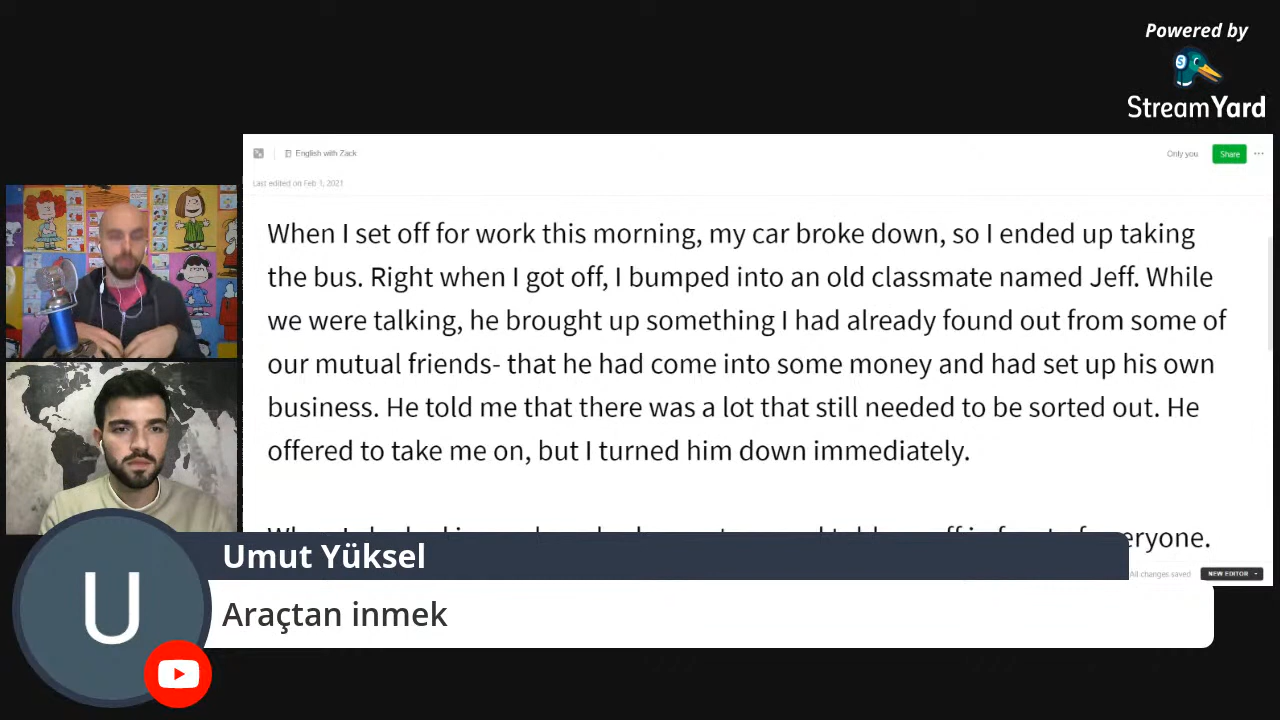 Powered by
StreamYard
English with Zack
Only you
Share
Last edited on Feb 1, 2021
When I set off for work this morning, my car broke down, so I ended up taking
the bus. Right when I got off, I bumped into an old classmate named Jeff. While
we were talking, he brought up something I had already found out from some of
our mutual friends- that he had come into some money and had set up his own
business. He told me that there was a lot that still needed to be sorted out. He
offered to take me on, but I turned him down immediately.
All changes saved
NEW EDITOR
U
Umut Yüksel
Araçtan inmek